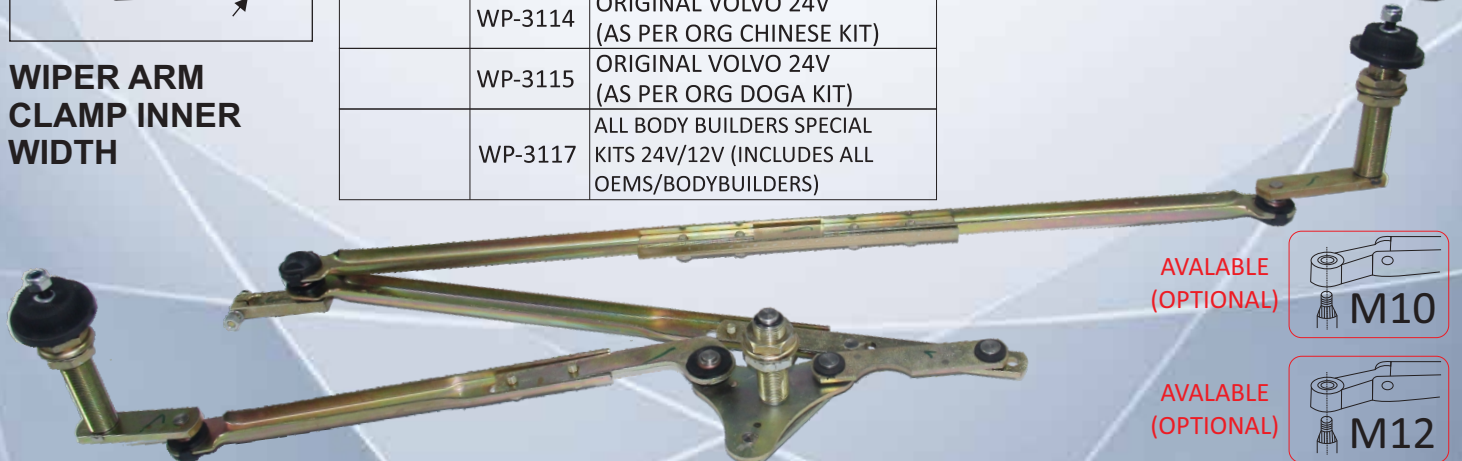 WIPER ARM
CLAMP INNER
WIDTH
WP-3114
ORIGINAL VOLVO 24V
(AS PER ORG CHINESE KIT)
WP-3115
ORIGINAL VOLVO 24V
(AS PER ORG DOGA KIT)
WP-3117
ALL BODY BUILDERS SPECIAL
KITS 24V/12V (INCLUDES ALL
OEMS/BODYBUILDERS)
AVALABLE
(OPTIONAL)
M10
AVALABLE
(OPTIONAL)
M12